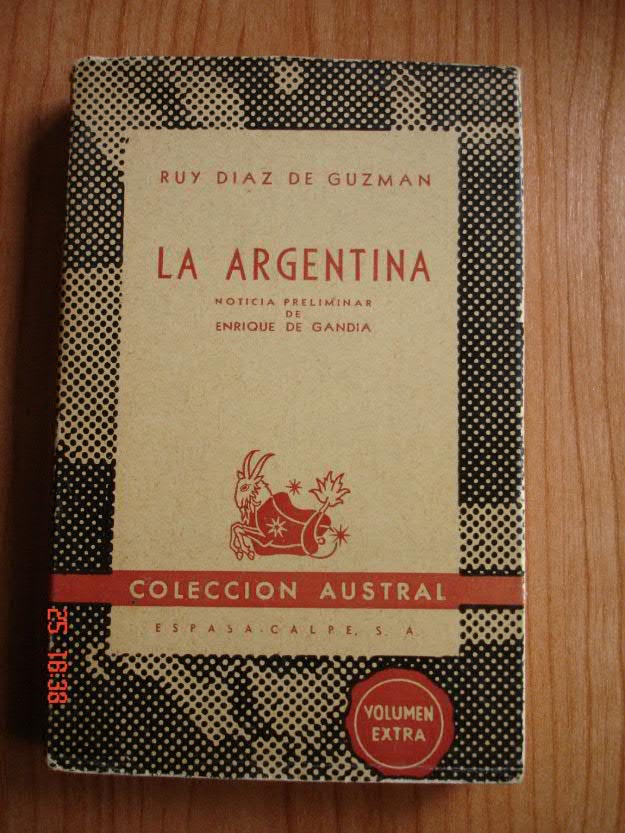 RUY DIAZ DE GUZMAN
LA ARGENTINA
NOTICIA PRELIMINAR
DE
ENRIQUE DE GANDIA
COLECCION AUSTRAL
ESPASA-CALPE, S. A.
VOLUMEN
EXTRA
25 16:38